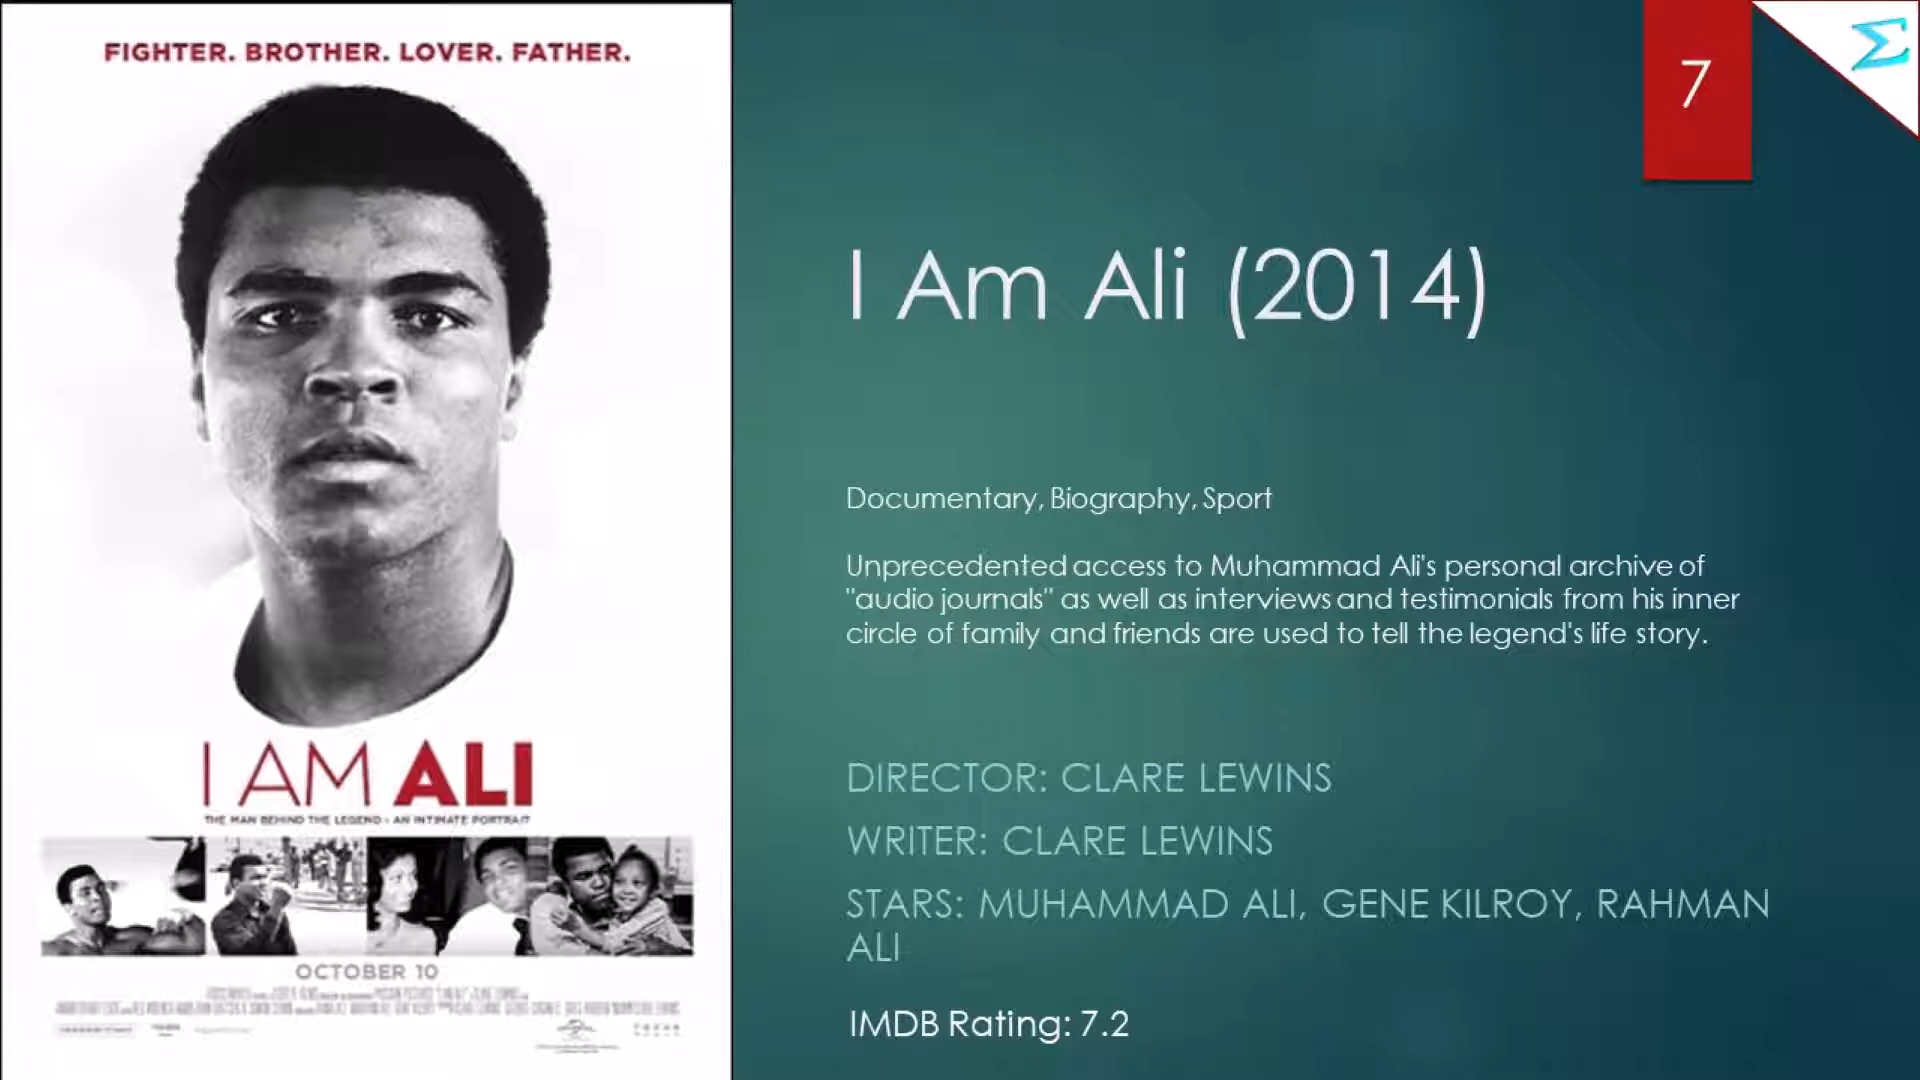 FIGHTER. BROTHER. LOVER. FATHER.
I AM ALI
THE MAN BEHIND THE LEGEND - AN INTIMATE PORTRAIT
OCTOBER 10
7
Σ
I Am Ali (2014)
Documentary, Biography, Sport
Unprecedented access to Muhammad Ali's personal archive of
"audio journals" as well as interviews and testimonials from his inner
circle of family and friends are used to tell the legend's life story.
DIRECTOR: CLARE LEWINS
WRITER: CLARE LEWINS
STARS: MUHAMMAD ALI, GENE KILROY, RAHMAN
ALI
IMDB Rating: 7.2